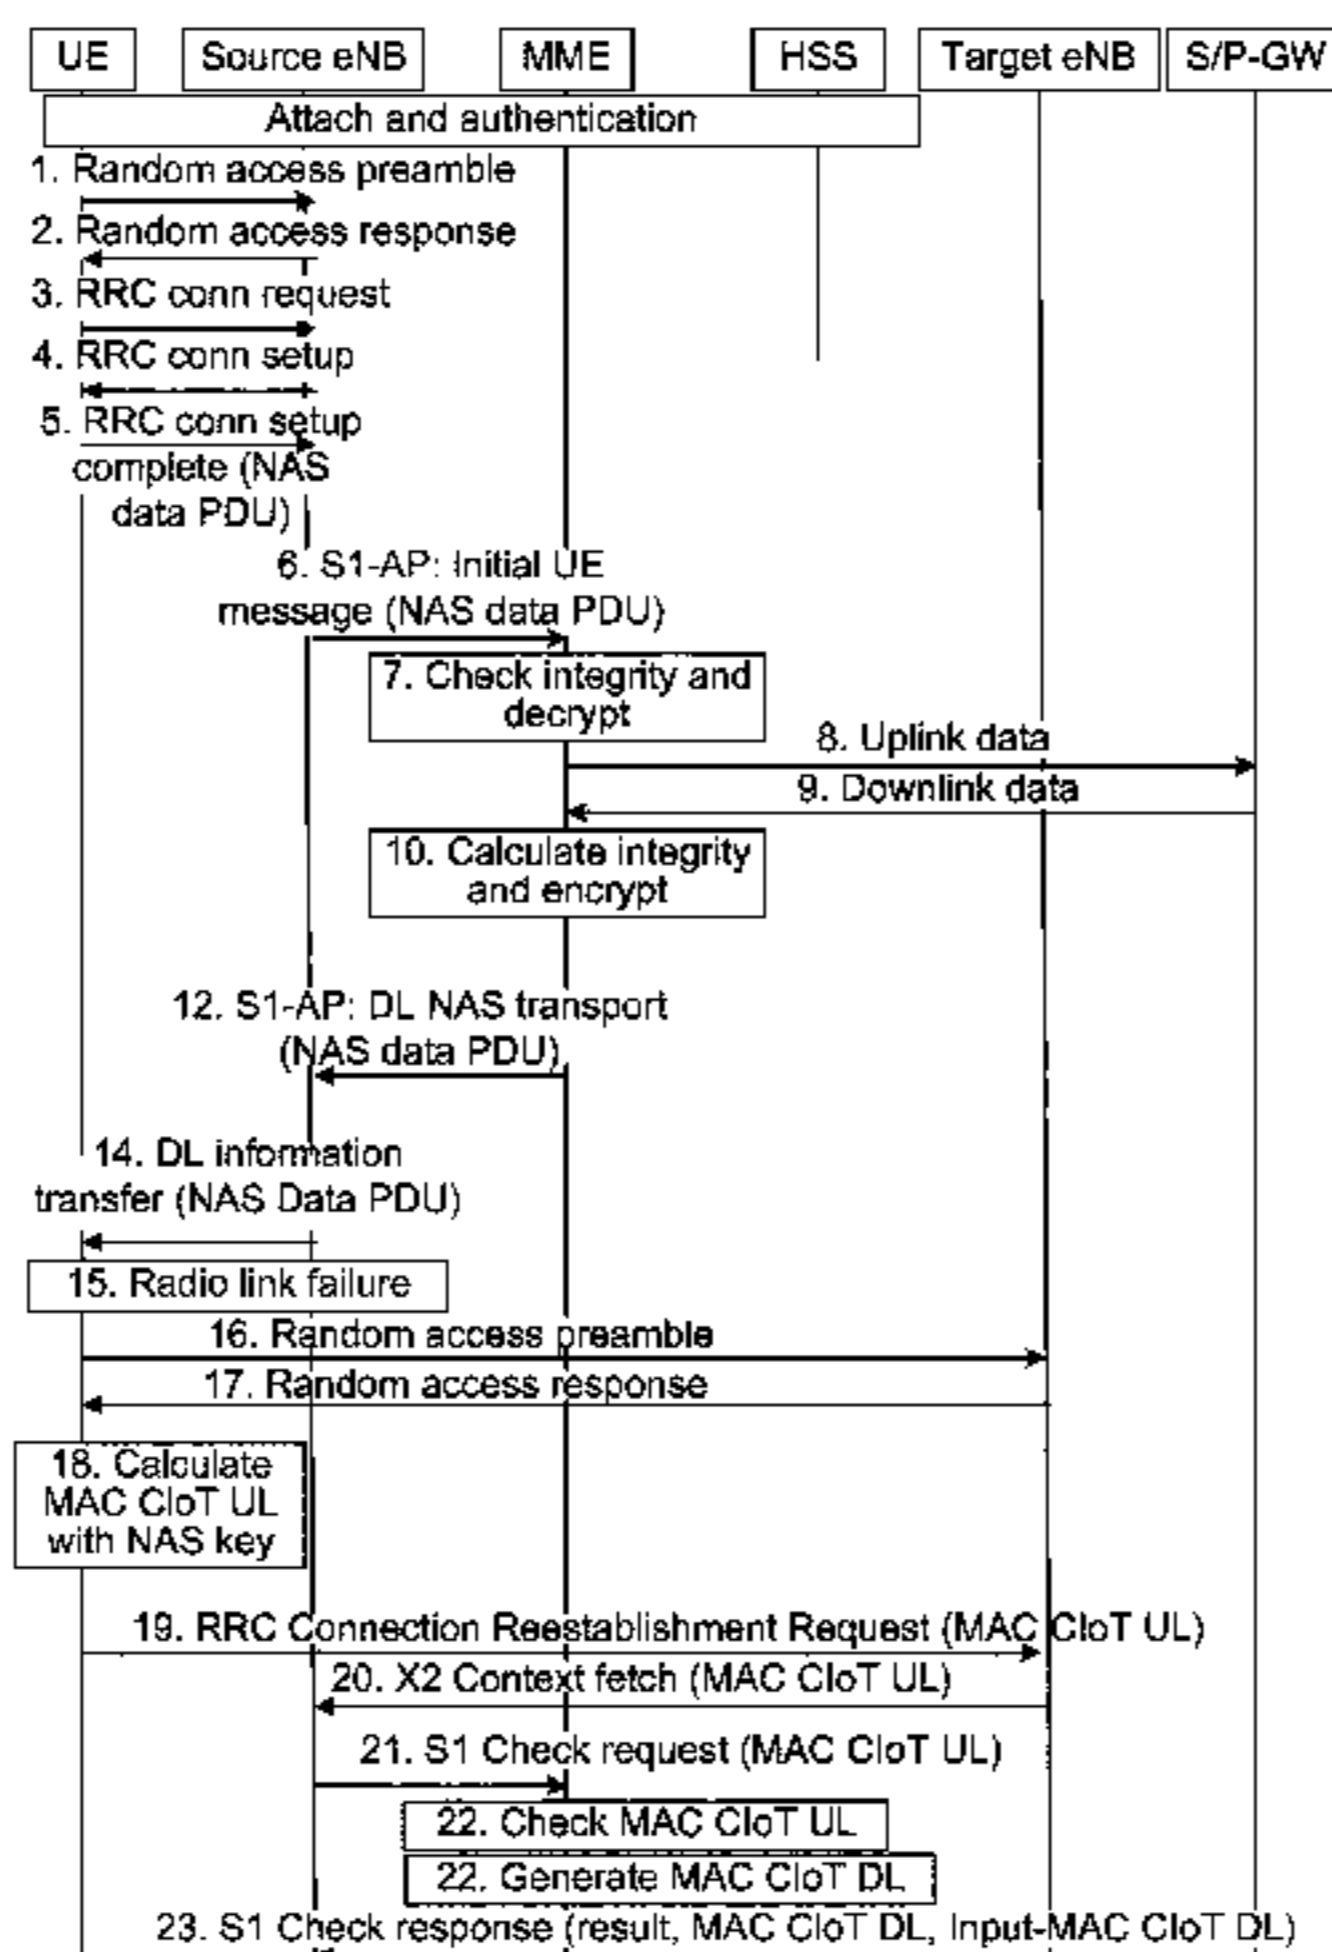 UE Source eNB MME HSS Target eNB S/P-GW
Attach and authentication
1. Random access preamble
2. Random access response
3. RRC conn request
4. RRC conn setup
5. RRC conn setup
complete (NAS
data PDU)
6. S1-AP: Initial UE
message (NAS data PDU)
7. Check integrity and
decrypt
8. Uplink data
9. Downlink data
10. Calculate integrity
and encrypt
12. S1-AP: DL NAS transport
(NAS data PDU)
14. DL information
transfer (NAS Data PDU)
15. Radio link failure
16. Random access preamble
17. Random access response
18. Calculate
MAC CIoT UL
with NAS key
19. RRC Connection Reestablishment Request (MAC CIoT UL)
20. X2 Context fetch (MAC CIoT UL)
21. S1 Check request (MAC CIoT UL)
22. Check MAC CIoT UL
22. Generate MAC CIoT DL
23. S1 Check response (result, MAC CIoT DL, Input-MAC CIoT DL)